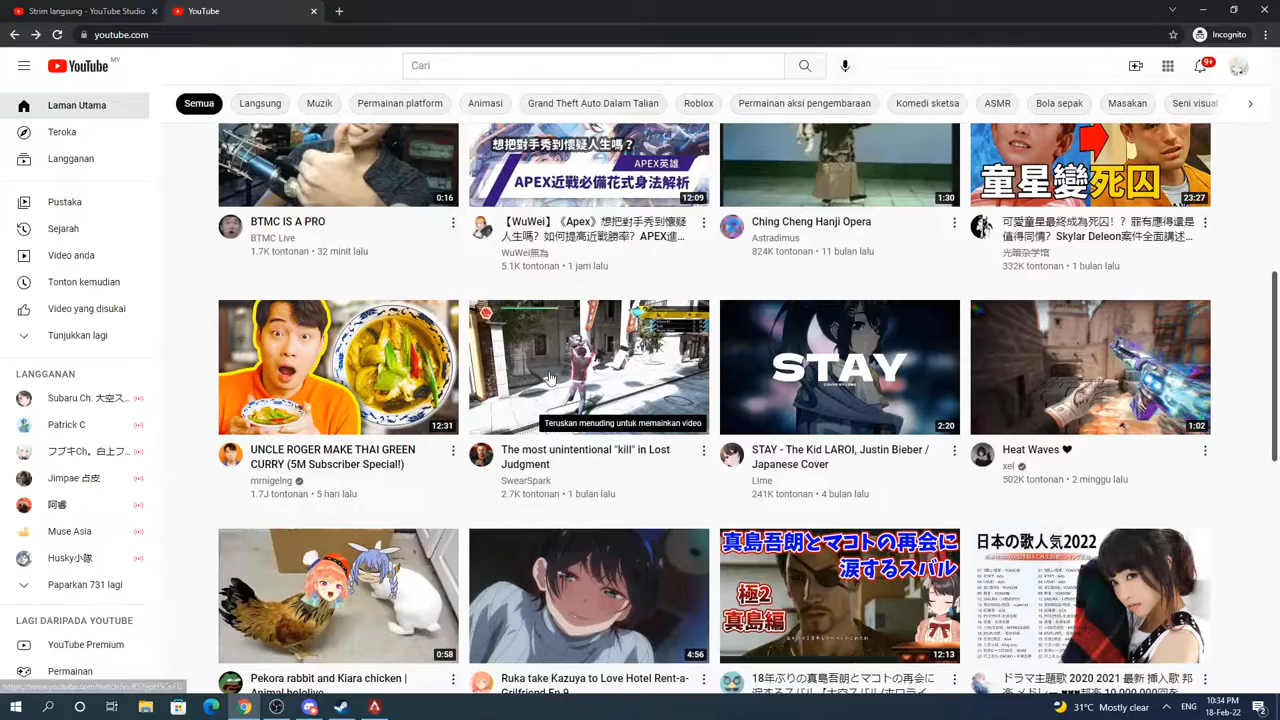 Strim langsung - YouTube Studio
YouTube
youtube.com
Incognito
YouTube MY
Cari
9+
Laman Utama
Teroka
Langganan
Pustaka
Sejarah
Video anda
Tonton kemudian
Video yang disukai
Tunjukkan lagi
LANGGANAN
Subaru Ch. 大空ス...
Patrick C
フブキCh。白上フ...
Jimpae 占皮
Muse Asia
Husky小隊
Paparkan 731 lagi
LAGI DARIPADA YOUTUBE
YouTube Premium
Permainan
Semua
Langsung
Muzik
Permainan platform
Animasi
Grand Theft Auto Dalam Talian
Roblox
Permainan aksi pengembaraan
Komedi sketsa
ASMR
Bola sepak
Masakan
Seni visual
0:16
BTMC IS A PRO
BTMC Live
1.7K tontonan • 32 minit lalu
想把對手秀到懷疑人生嗎？
APEX英雄
APEX近戰必備花式身法解析
12:09
【WuWei】《Apex》想把對手秀到懷疑
人生嗎？如何提高近戰勝率？APEX進...
WuWei無為
5.1K tontonan • 1 jam lalu
1:30
Ching Cheng Hanji Opera
Astradimus
824K tontonan • 11 bulan lalu
童星變死囚
23:27
可愛童星最終成為死囚！？罪有應得還是
值得同情？Skylar Deleon案件全面講述...
光暗杂学馆
332K tontonan • 1 bulan lalu
12:31
UNCLE ROGER MAKE THAI GREEN
CURRY (5M Subscriber Special!)
mrnigelng
1.7J tontonan • 5 hari lalu
Teruskan menuding untuk memainkan video
The most unintentional "kill" in Lost
Judgment
SwearSpark
2.7K tontonan • 1 bulan lalu
STAY
2:20
STAY - The Kid LAROI, Justin Bieber /
Japanese Cover
Lime
241K tontonan • 4 bulan lalu
1:02
Heat Waves ♥
xel
502K tontonan • 2 minggu lalu
0:58
Pekora rabbit and Kiara chicken |
Animal hololive
4:56
Ruka take Kazuya to Love Hotel Rent-a-
Girlfriend Ep 9
真島吾朗とマコトの再会に
涙するスバル
極2
真島編
12:13
18年ぶりの真島吾朗とマコトの再会に
涙するスバル
日本の歌人気2022
ドラマ主題歌 2020 2021 最新 挿入歌 邦
31°C Mostly clear
ENG
10:34 PM
18-Feb-22
2